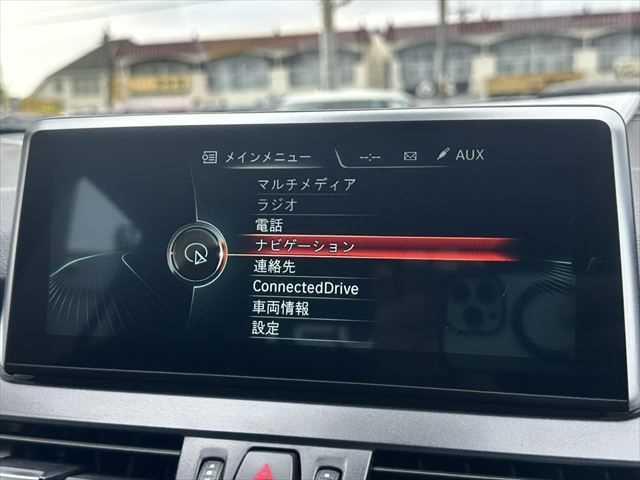 メインメニュー --:-- AUX
マルチメディア
ラジオ
電話
ナビゲーション
連絡先
ConnectedDrive
車両情報
設定